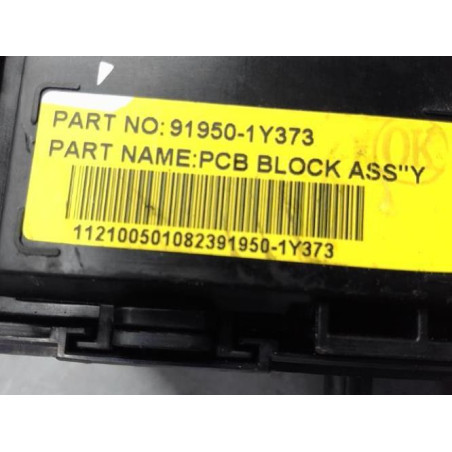 PART NO: 91950-1Y373
OK
PART NAME:PCB BLOCK ASS"Y
112100501082391950-1Y373